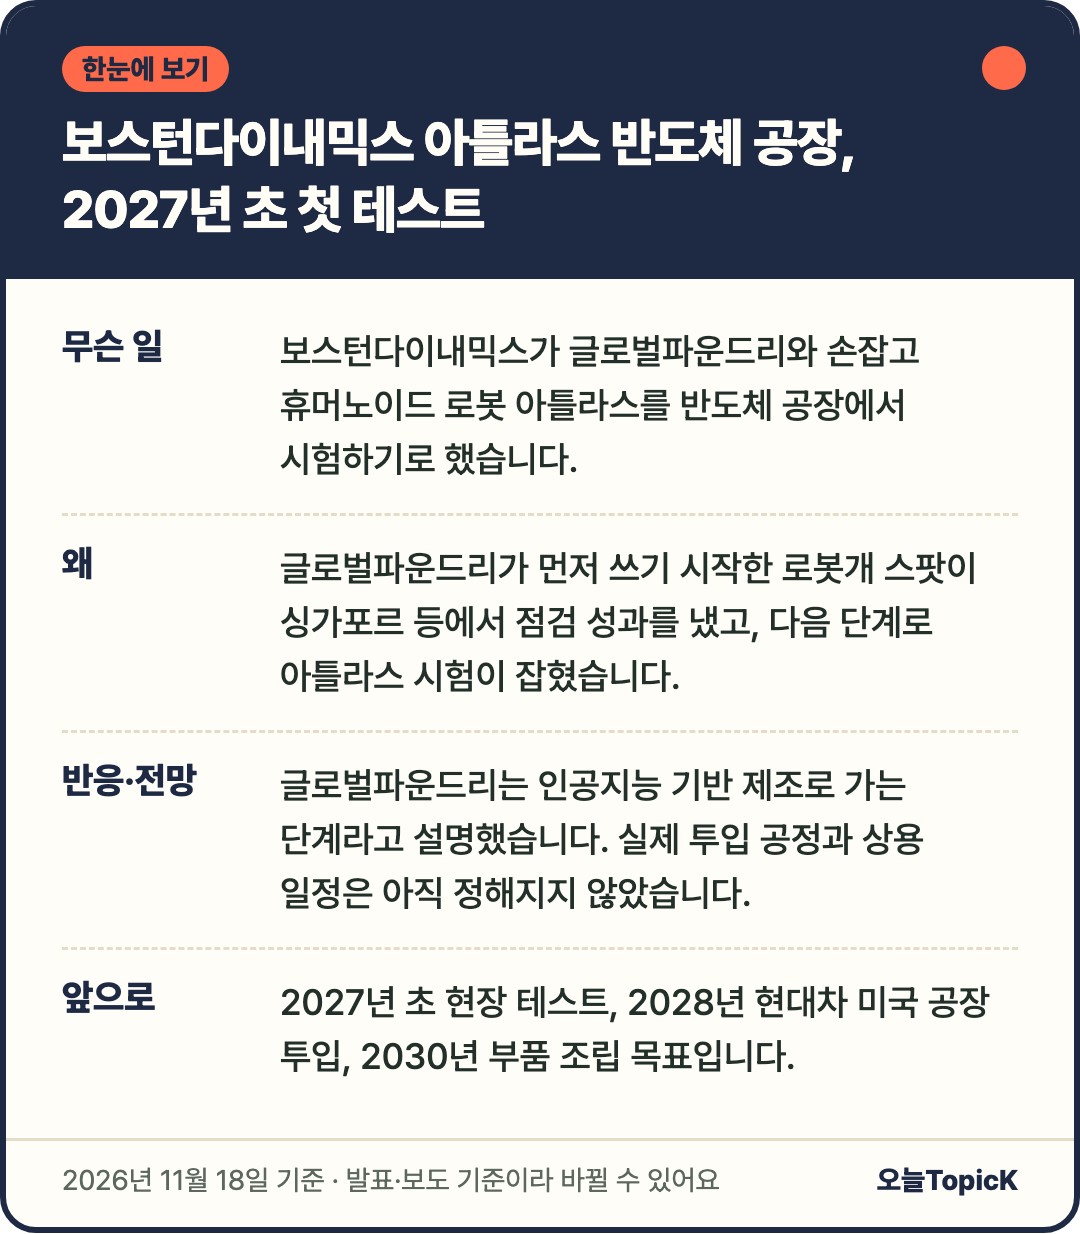 한눈에 보기
보스턴다이내믹스 아틀라스 반도체 공장,
2027년 초 첫 테스트
무슨 일
보스턴다이내믹스가 글로벌파운드리와 손잡고
휴머노이드 로봇 아틀라스를 반도체 공장에서
시험하기로 했습니다.
왜
글로벌파운드리가 먼저 쓰기 시작한 로봇개 스팟이
싱가포르 등에서 점검 성과를 냈고, 다음 단계로
아틀라스 시험이 잡혔습니다.
반응·전망
글로벌파운드리는 인공지능 기반 제조로 가는
단계라고 설명했습니다. 실제 투입 공정과 상용
일정은 아직 정해지지 않았습니다.
앞으로
2027년 초 현장 테스트, 2028년 현대차 미국 공장
투입, 2030년 부품 조립 목표입니다.
2026년 11월 18일 기준 · 발표·보도 기준이라 바뀔 수 있어요
오늘TopicK